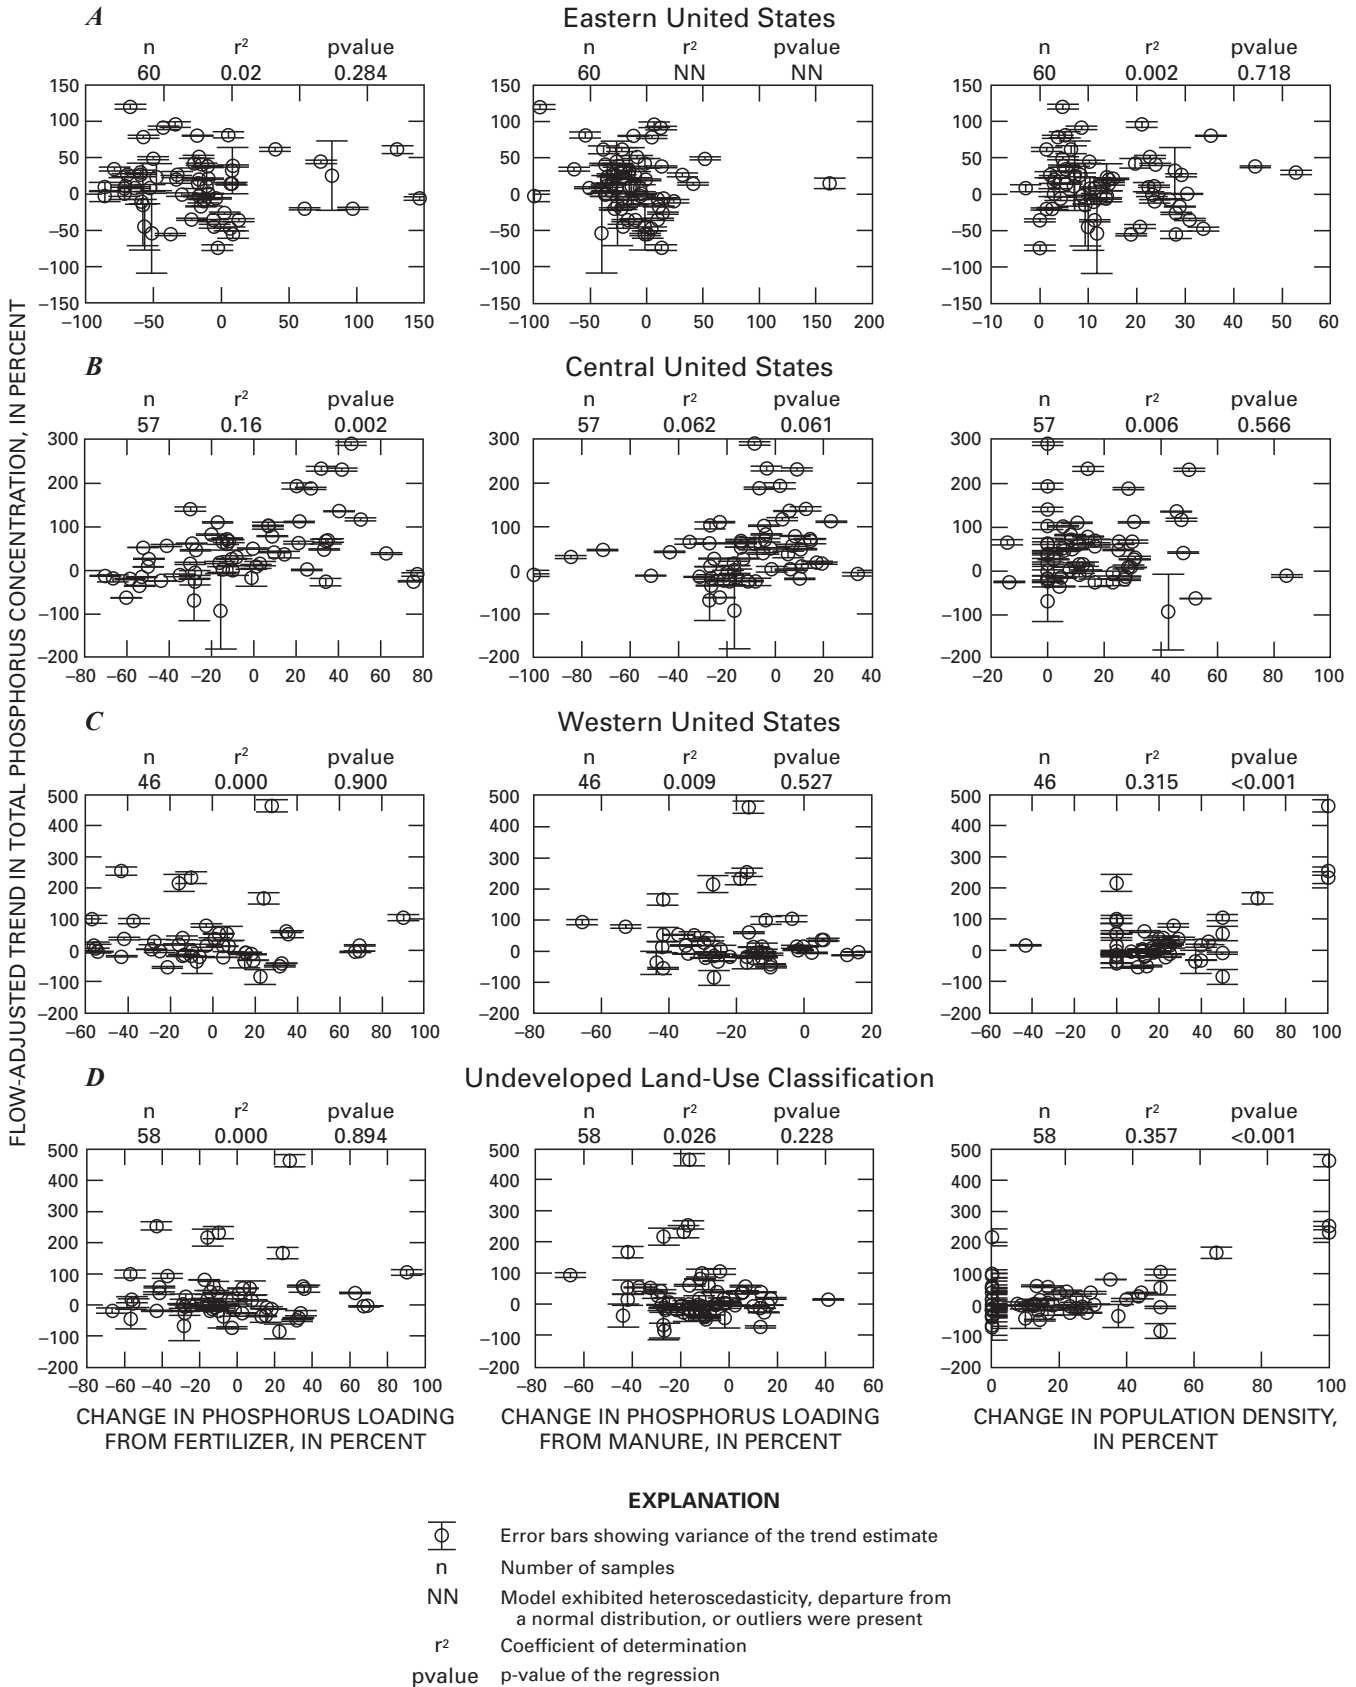 A Eastern United States
n r² pvalue n r² pvalue n r² pvalue
60 0.02 0.284 60 NN NN 60 0.002 0.718
150
100
50
0
−50
−100
−150
−100 −50 0 50 100 150
−100 −50 0 50 100 150 200
−10 0 10 20 30 40 50 60
B Central United States
n r² pvalue n r² pvalue n r² pvalue
57 0.16 0.002 57 0.062 0.061 57 0.006 0.566
300
200
100
0
−100
−200
−80 −60 −40 −20 0 20 40 60 80
−100 −80 −60 −40 −20 0 20 40
−20 0 20 40 60 80 100
C Western United States
n r² pvalue n r² pvalue n r² pvalue
46 0.000 0.900 46 0.009 0.527 46 0.315 <0.001
500
400
300
200
100
0
−100
−200
−60 −40 −20 0 20 40 60 80 100
−80 −60 −40 −20 0 20
−60 −40 −20 0 20 40 60 80 100
D Undeveloped Land-Use Classification
n r² pvalue n r² pvalue n r² pvalue
58 0.000 0.894 58 0.026 0.228 58 0.357 <0.001
500
400
300
200
100
0
−100
−200
−80 −60 −40 −20 0 20 40 60 80 100
−80 −60 −40 −20 0 20 40 60
0 20 40 60 80 100
FLOW-ADJUSTED TREND IN TOTAL PHOSPHORUS CONCENTRATION, IN PERCENT
CHANGE IN PHOSPHORUS LOADING
FROM FERTILIZER, IN PERCENT
CHANGE IN PHOSPHORUS LOADING
FROM MANURE, IN PERCENT
CHANGE IN POPULATION DENSITY,
IN PERCENT
EXPLANATION
Error bars showing variance of the trend estimate
n Number of samples
NN Model exhibited heteroscedasticity, departure from
a normal distribution, or outliers were present
r² Coefficient of determination
pvalue p-value of the regression